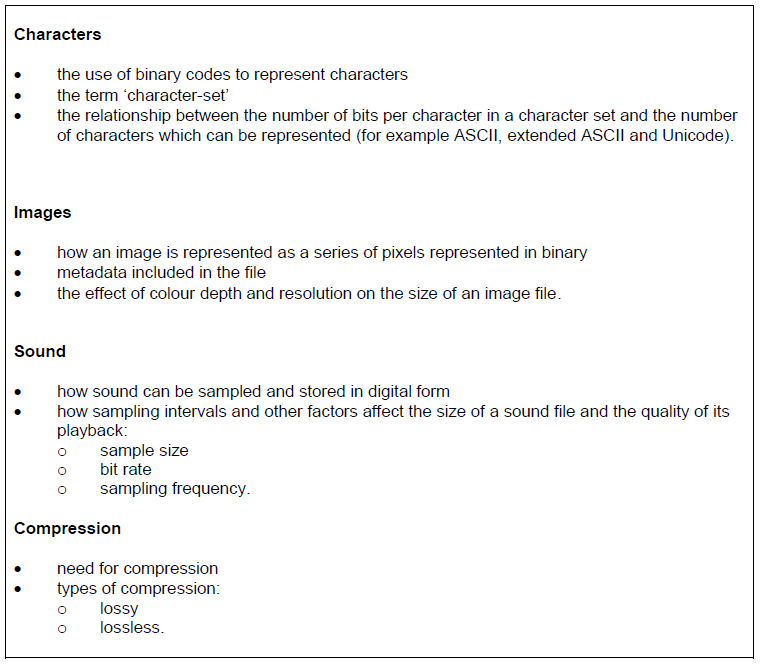 Characters
• the use of binary codes to represent characters
• the term ‘character-set’
• the relationship between the number of bits per character in a character set and the number
of characters which can be represented (for example ASCII, extended ASCII and Unicode).
Images
• how an image is represented as a series of pixels represented in binary
• metadata included in the file
• the effect of colour depth and resolution on the size of an image file.
Sound
• how sound can be sampled and stored in digital form
• how sampling intervals and other factors affect the size of a sound file and the quality of its
playback:
o sample size
o bit rate
o sampling frequency.
Compression
• need for compression
• types of compression:
o lossy
o lossless.